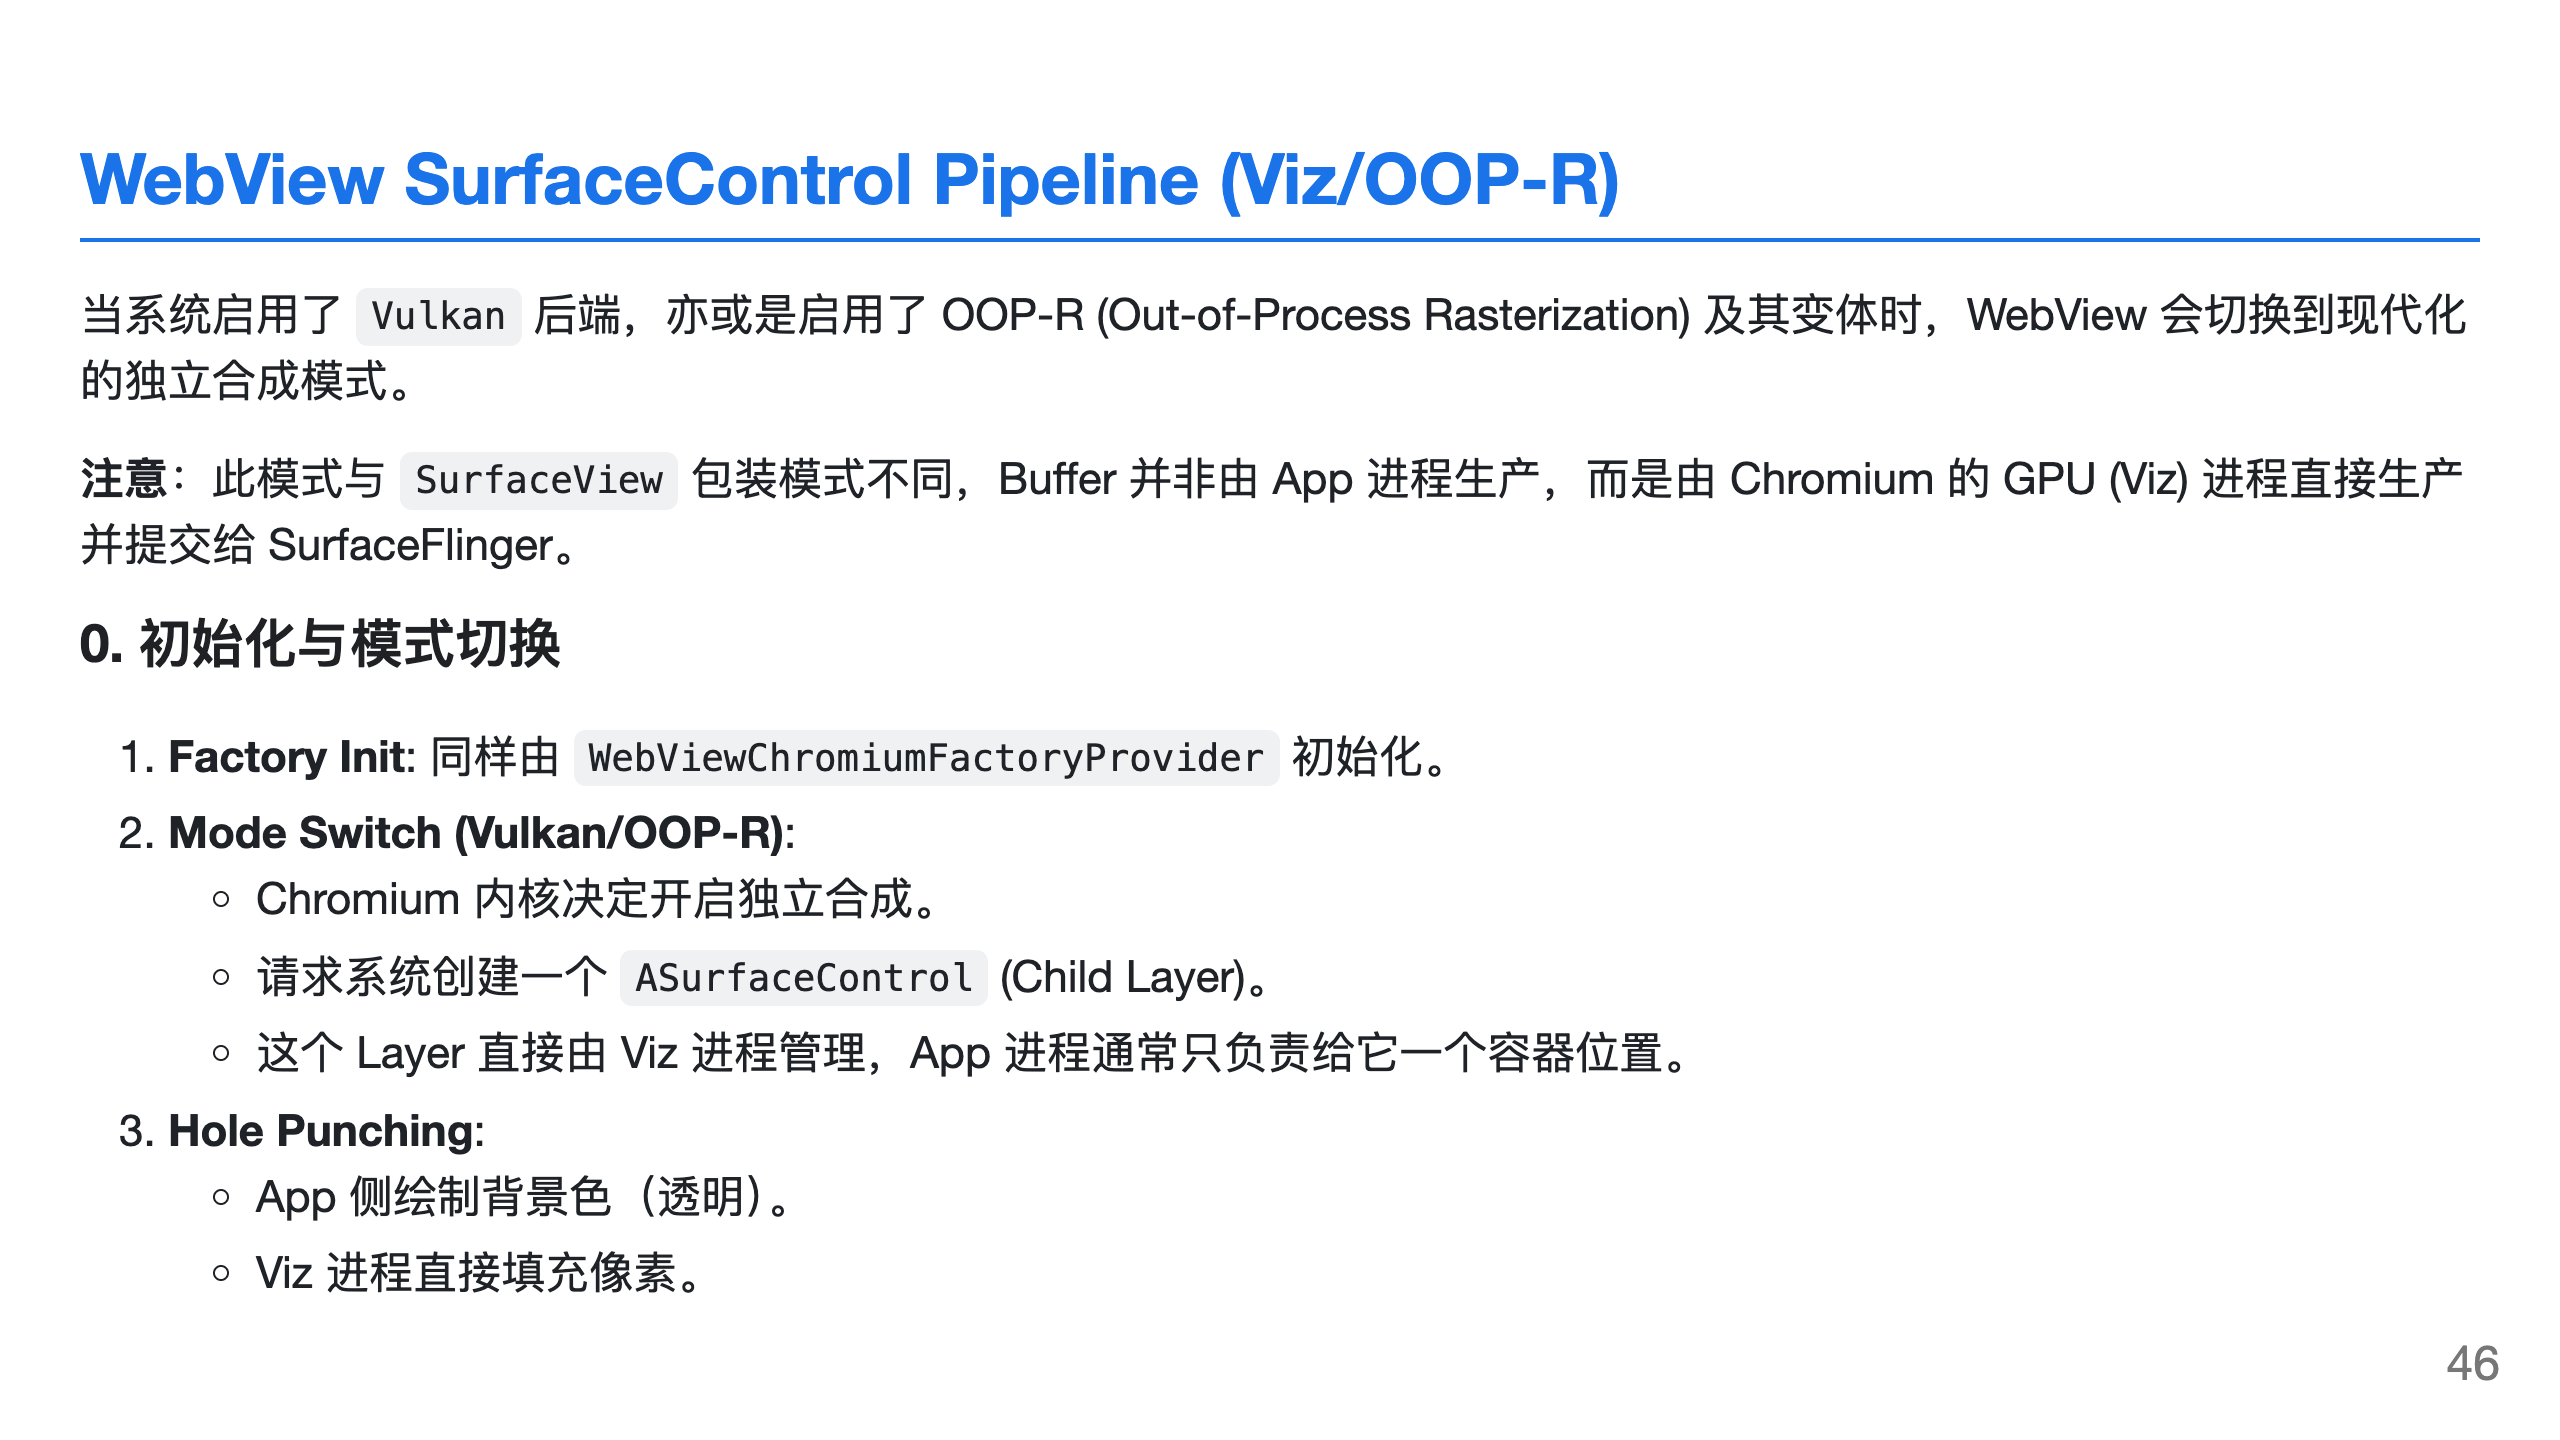 WebView SurfaceControl Pipeline (Viz/OOP-R)
当系统启用了 Vulkan 后端，亦或是启用了 OOP-R (Out-of-Process Rasterization) 及其变体时，WebView 会切换到现代化
的独立合成模式。
注意：此模式与 SurfaceView 包装模式不同，Buffer 并非由 App 进程生产，而是由 Chromium 的 GPU (Viz) 进程直接生产
并提交给 SurfaceFlinger。
0. 初始化与模式切换
1. Factory Init: 同样由 WebViewChromiumFactoryProvider 初始化。
2. Mode Switch (Vulkan/OOP-R):
○ Chromium 内核决定开启独立合成。
○ 请求系统创建一个 ASurfaceControl (Child Layer)。
○ 这个 Layer 直接由 Viz 进程管理，App 进程通常只负责给它一个容器位置。
3. Hole Punching:
○ App 侧绘制背景色（透明）。
○ Viz 进程直接填充像素。
46